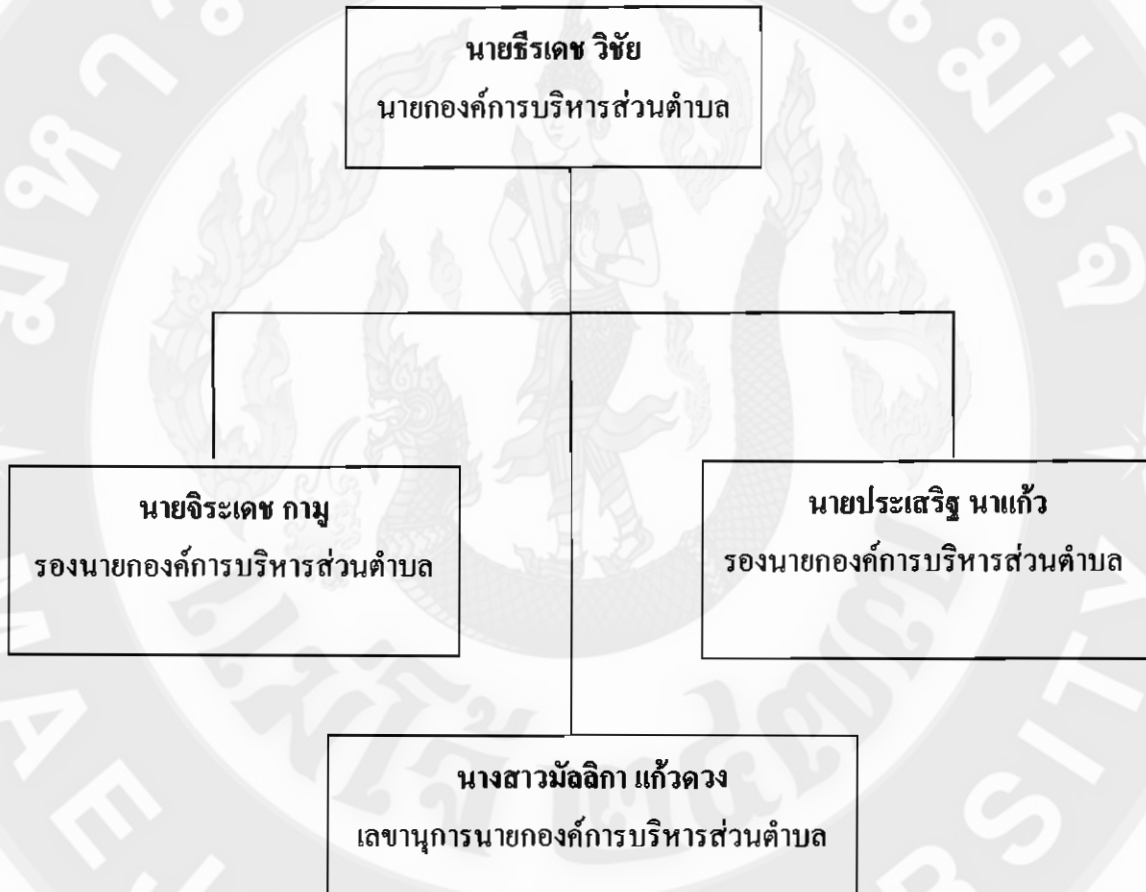 นายธีรเดช วิชัย
นายกองค์การบริหารส่วนตำบล
นายจิระเดช กามู
รองนายกองค์การบริหารส่วนตำบล
นายประเสริฐ นาแก้ว
รองนายกองค์การบริหารส่วนตำบล
นางสาวมัลลิกา แก้วดวง
เลขานุการนายกองค์การบริหารส่วนตำบล